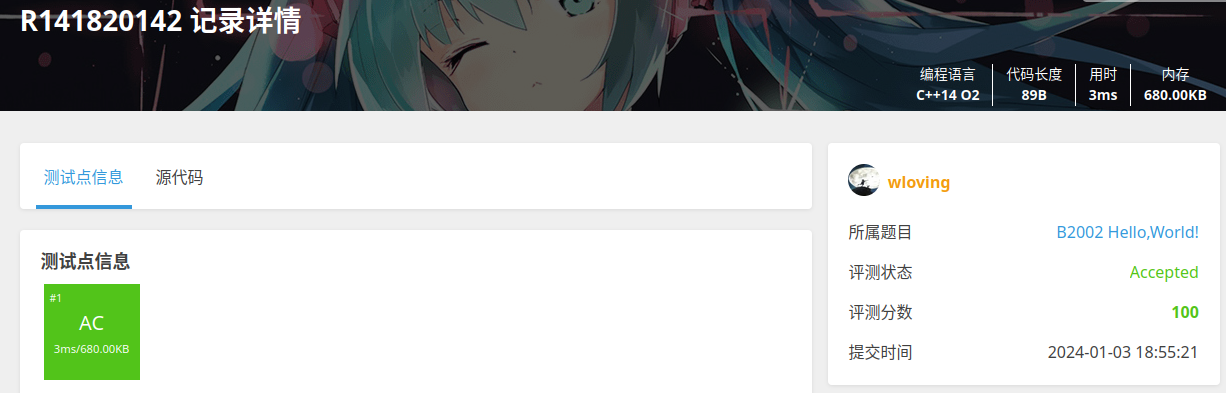 R141820142 记录详情
编程语言 代码长度 用时 内存
C++14 O2 89B 3ms 680.00KB
测试点信息 源代码
测试点信息
#1
AC
3ms/680.00KB
wloving
所属题目 B2002 Hello,World!
评测状态 Accepted
评测分数 100
提交时间 2024-01-03 18:55:21